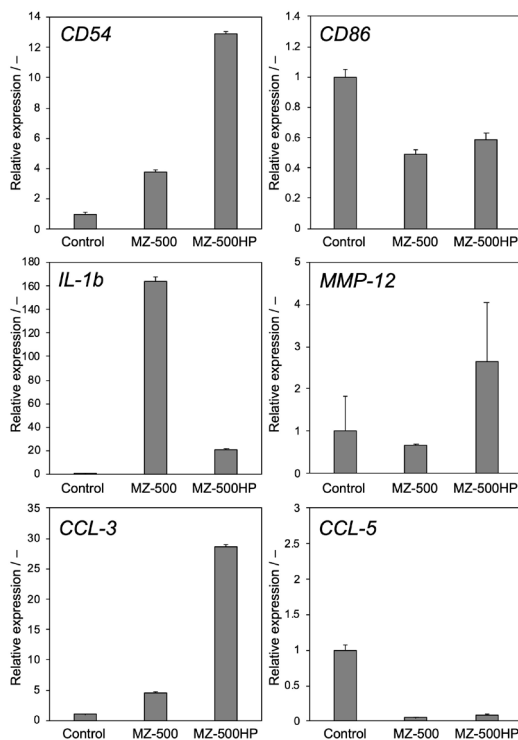 CD54
Relative expression / –
14
12
10
8
6
4
2
0
Control MZ-500 MZ-500HP
CD86
Relative expression / –
1.4
1.2
1
0.8
0.6
0.4
0.2
0
Control MZ-500 MZ-500HP
IL-1b
Relative expression / –
180
160
140
120
100
80
60
40
20
0
Control MZ-500 MZ-500HP
MMP-12
Relative expression / –
5
4
3
2
1
0
Control MZ-500 MZ-500HP
CCL-3
Relative expression / –
35
30
25
20
15
10
5
0
Control MZ-500 MZ-500HP
CCL-5
Relative expression / –
3
2.5
2
1.5
1
0.5
0
Control MZ-500 MZ-500HP